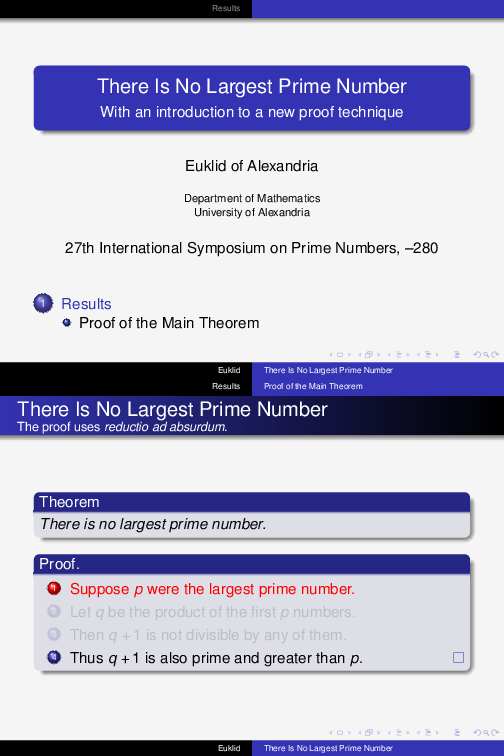 Results
There Is No Largest Prime Number
With an introduction to a new proof technique
Euklid of Alexandria
Department of Mathematics
University of Alexandria
27th International Symposium on Prime Numbers, –280
1 Results
Proof of the Main Theorem
Euklid There Is No Largest Prime Number
Results Proof of the Main Theorem
There Is No Largest Prime Number
The proof uses reductio ad absurdum.
Theorem
There is no largest prime number.
Proof.
1 Suppose p were the largest prime number.
2 Let q be the product of the first p numbers.
3 Then q + 1 is not divisible by any of them.
4 Thus q + 1 is also prime and greater than p.
Euklid There Is No Largest Prime Number